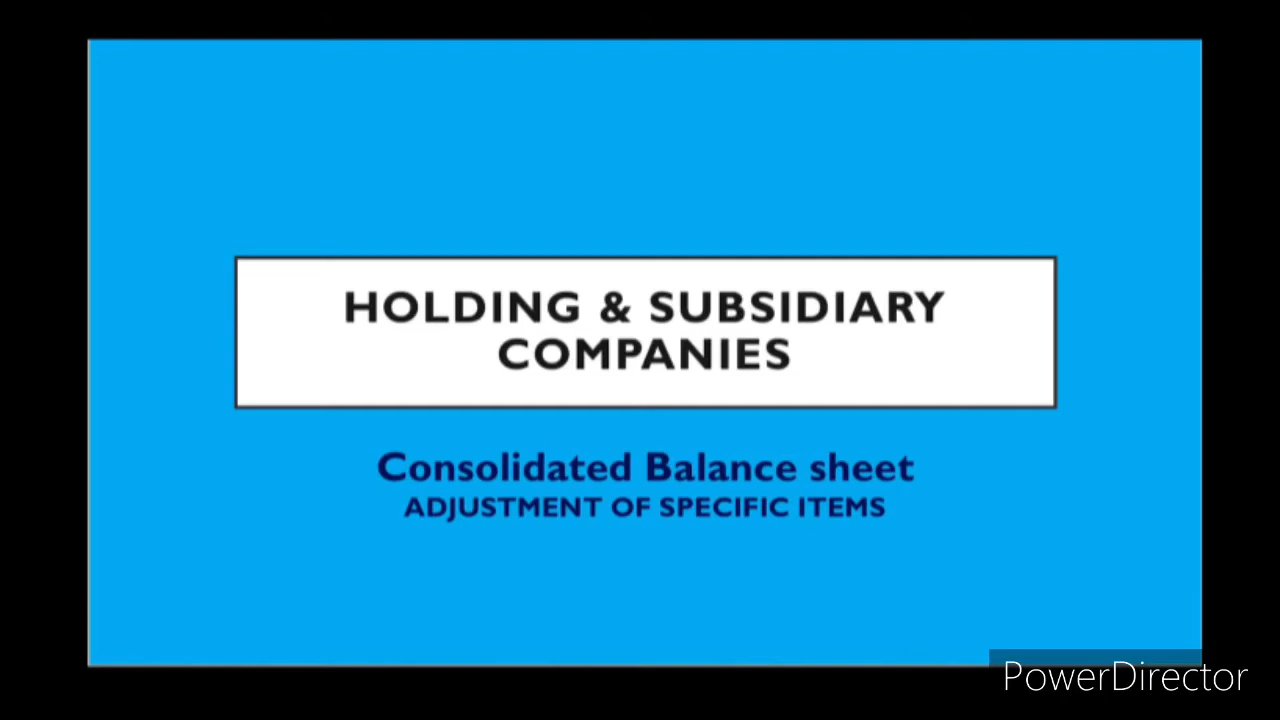 HOLDING & SUBSIDIARY
COMPANIES
Consolidated Balance sheet
ADJUSTMENT OF SPECIFIC ITEMS
PowerDirector